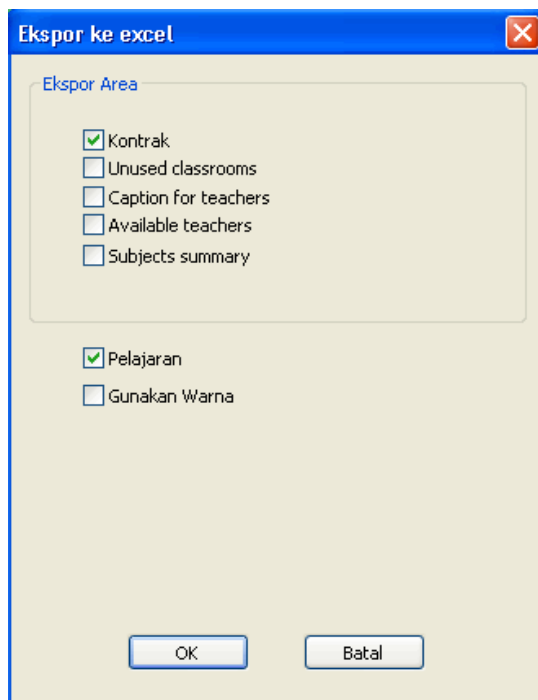 Ekspor ke excel
Ekspor Area
Kontrak
Unused classrooms
Caption for teachers
Available teachers
Subjects summary
Pelajaran
Gunakan Warna
OK
Batal